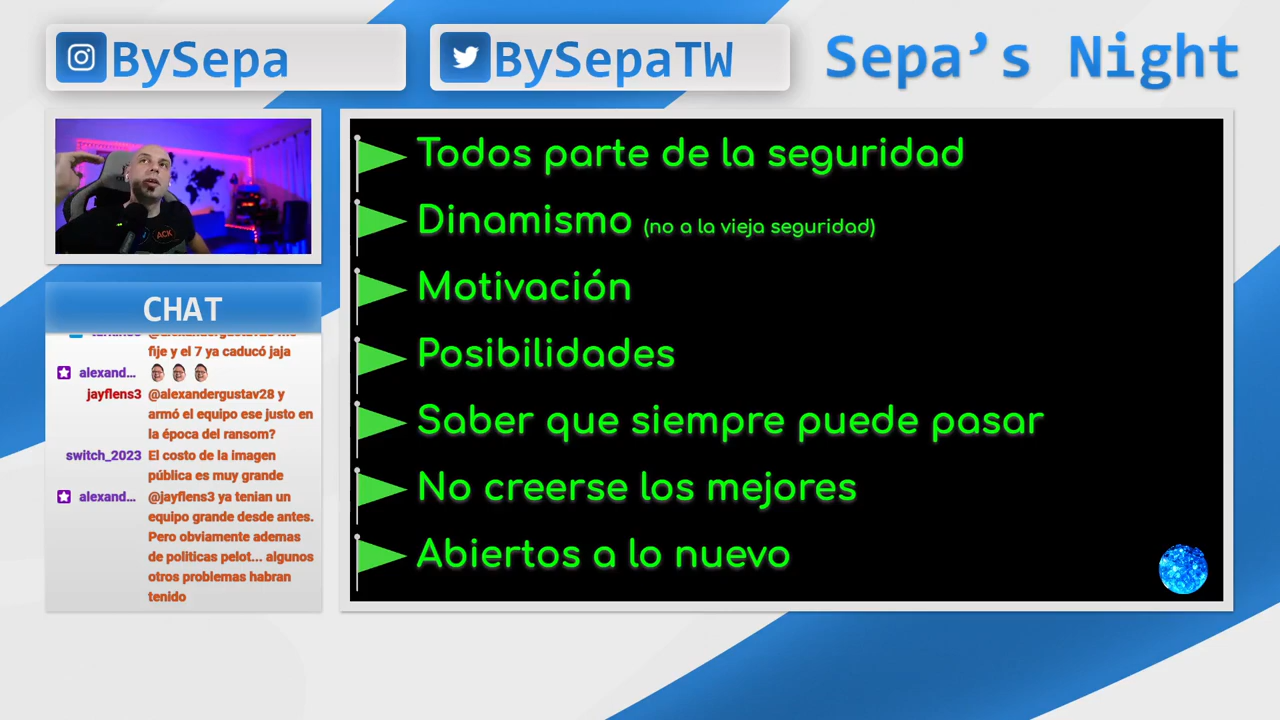 BySepa
BySepaTW
Sepa's Night
Todos parte de la seguridad
Dinamismo (no a la vieja seguridad)
Motivación
Posibilidades
Saber que siempre puede pasar
No creerse los mejores
Abiertos a lo nuevo
ACK
CHAT
fije y el 7 ya caducó jaja
alexand...
jayflens3 @alexandergustav28 y
armó el equipo ese justo en
la época del ransom?
switch_2023 El costo de la imagen
pública es muy grande
alexand... @jayflens3 ya tenian un
equipo grande desde antes.
Pero obviamente ademas
de politicas pelot... algunos
otros problemas habran
tenido